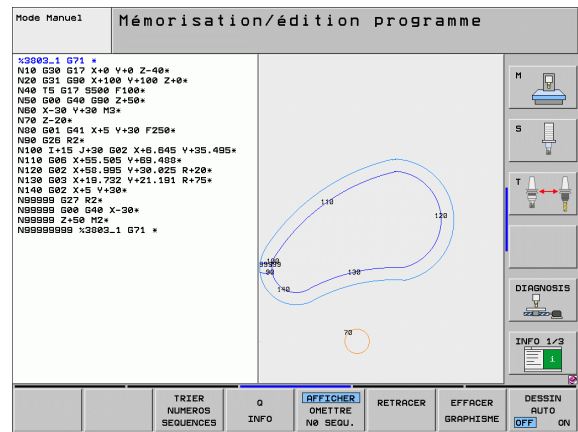 Mode Manuel
Mémorisation/édition programme
%3803_1 G71 *
N10 G30 G17 X+0 Y+0 Z-40*
N20 G31 G90 X+100 Y+100 Z+0*
N40 T5 G17 S500 F100*
N50 G00 G40 G90 Z+50*
N60 X-30 Y+30 M3*
N70 Z-20*
N80 G01 G41 X+5 Y+30 F250*
N90 G26 R2*
N100 I+15 J+30 G02 X+6.645 Y+35.495*
N110 G06 X+55.505 Y+69.488*
N120 G02 X+58.995 Y+30.025 R+20*
N130 G03 X+19.732 Y+21.191 R+75*
N140 G02 X+5 Y+30*
N99999 G27 R2*
N99999 G00 G40 X-30*
N99999 Z+50 M2*
N99999999 %3803_1 G71 *
110
120
99999
90
130
140
70
M
S
T
DIAGNOSIS
INFO 1/3
i
TRIER
NUMEROS
SEQUENCES
Q
INFO
AFFICHER
OMETTRE
NØ SEQU.
RETRACER
EFFACER
GRAPHISME
DESSIN
AUTO
OFF ON